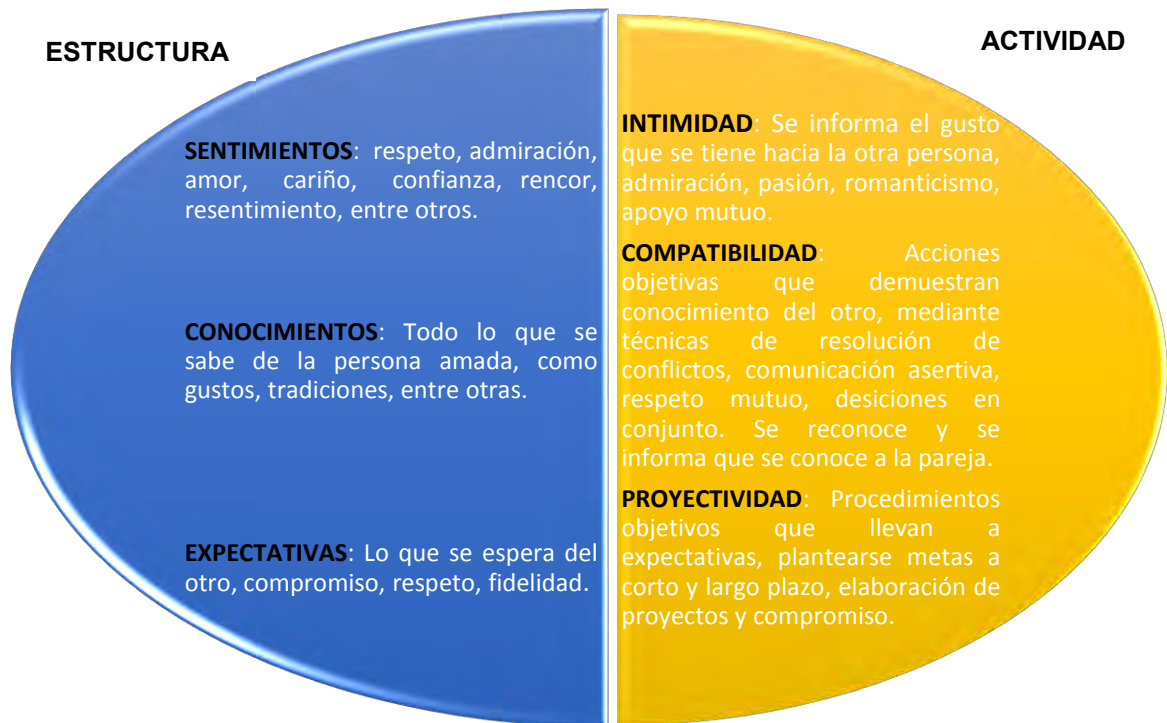 ESTRUCTURA
SENTIMIENTOS: respeto, admiración,
amor, cariño, confianza, rencor,
resentimiento, entre otros.
CONOCIMIENTOS: Todo lo que se
sabe de la persona amada, como
gustos, tradiciones, entre otras.
EXPECTATIVAS: Lo que se espera del
otro, compromiso, respeto, fidelidad.
ACTIVIDAD
INTIMIDAD: Se informa el gusto
que se tiene hacia la otra persona,
admiración, pasión, romanticismo,
apoyo mutuo.
COMPATIBILIDAD: Acciones
objetivas que demuestran
conocimiento del otro, mediante
técnicas de resolución de
conflictos, comunicación asertiva,
respeto mutuo, desiciones en
conjunto. Se reconoce y se
informa que se conoce a la pareja.
PROYECTIVIDAD: Procedimientos
objetivos que llevan a
expectativas, plantearse metas a
corto y largo plazo, elaboración de
proyectos y compromiso.